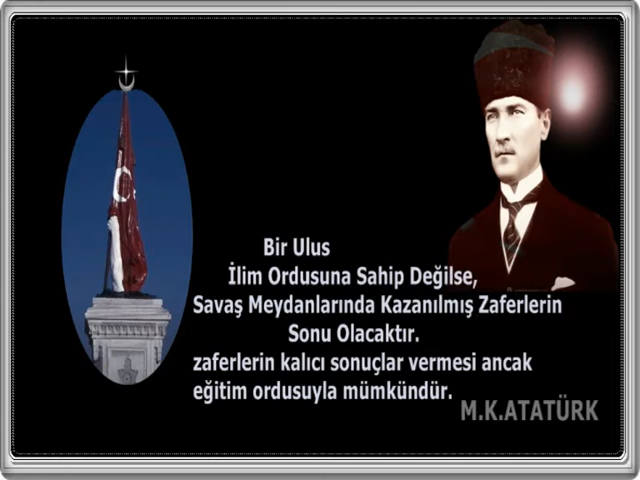 Bir Ulus
İlim Ordusuna Sahip Değilse,
Savaş Meydanlarında Kazanılmış Zaferlerin
Sonu Olacaktır.
zaferlerin kalıcı sonuçlar vermesi ancak
eğitim ordusuyla mümkündür.
M.K.ATATÜRK